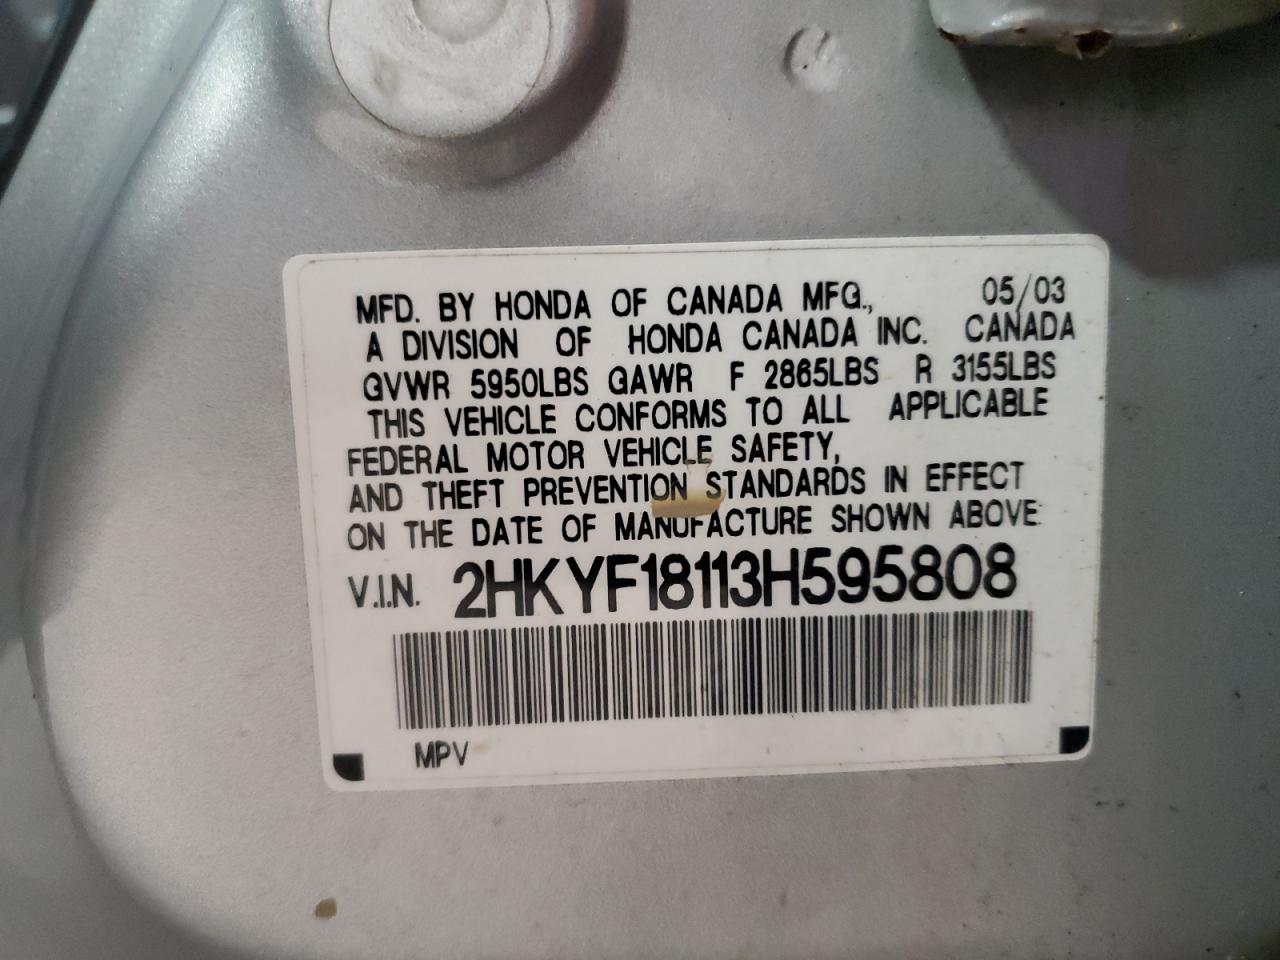 MFD. BY HONDA OF CANADA MFG., 05/03
A DIVISION OF HONDA CANADA INC. CANADA
GVWR 5950LBS GAWR F 2865LBS R 3155LBS
THIS VEHICLE CONFORMS TO ALL APPLICABLE
FEDERAL MOTOR VEHICLE SAFETY,
AND THEFT PREVENTION STANDARDS IN EFFECT
ON THE DATE OF MANUFACTURE SHOWN ABOVE.
V.I.N. 2HKYF18113H595808
MPV